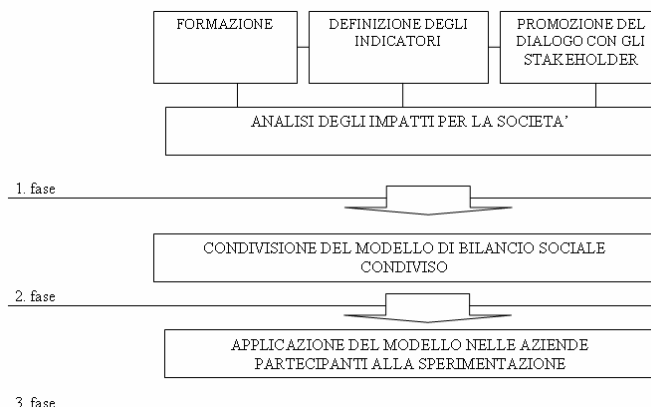 FORMAZIONE
DEFINIZIONE DEGLI
INDICATORI
PROMOZIONE DEL
DIALOGO CON GLI
STAKEHOLDER
ANALISI DEGLI IMPATTI PER LA SOCIETA’
1. fase
CONDIVISIONE DEL MODELLO DI BILANCIO SOCIALE
CONDIVISO
2. fase
APPLICAZIONE DEL MODELLO NELLE AZIENDE
PARTECIPANTI ALLA SPERIMENTAZIONE
3. fase